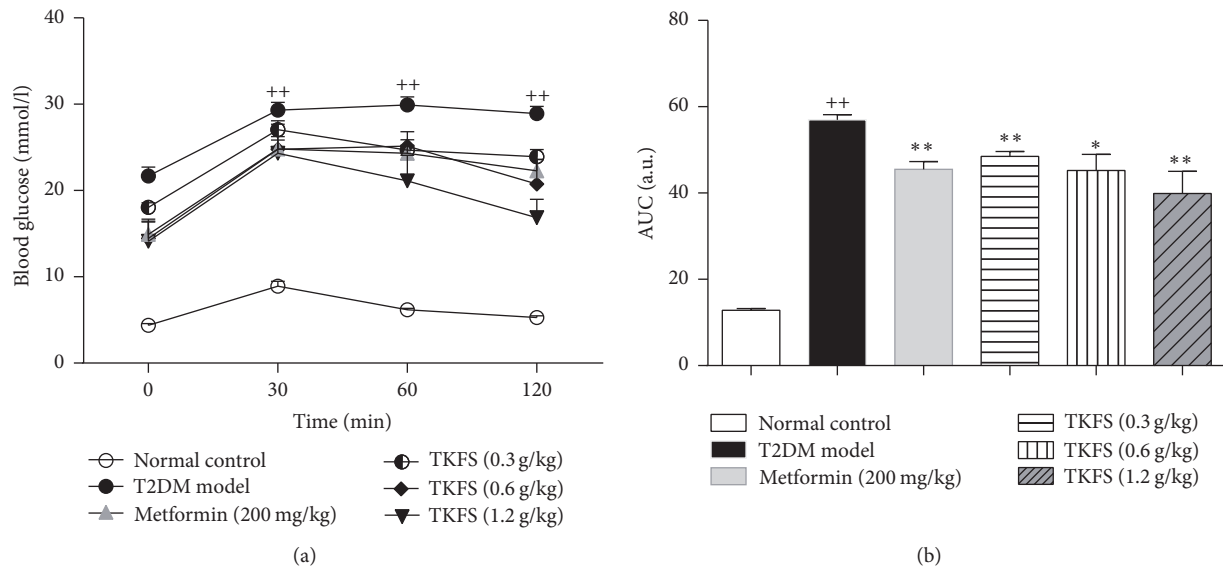 40
30
20
10
0
Blood glucose (mmol/l)
++
++
++
0
30
60
120
Time (min)
Normal control
T2DM model
Metformin (200 mg/kg)
TKFS (0.3 g/kg)
TKFS (0.6 g/kg)
TKFS (1.2 g/kg)
(a)
80
60
40
20
0
AUC (a.u.)
++
**
**
*
**
Normal control
T2DM model
Metformin (200 mg/kg)
TKFS (0.3 g/kg)
TKFS (0.6 g/kg)
TKFS (1.2 g/kg)
(b)